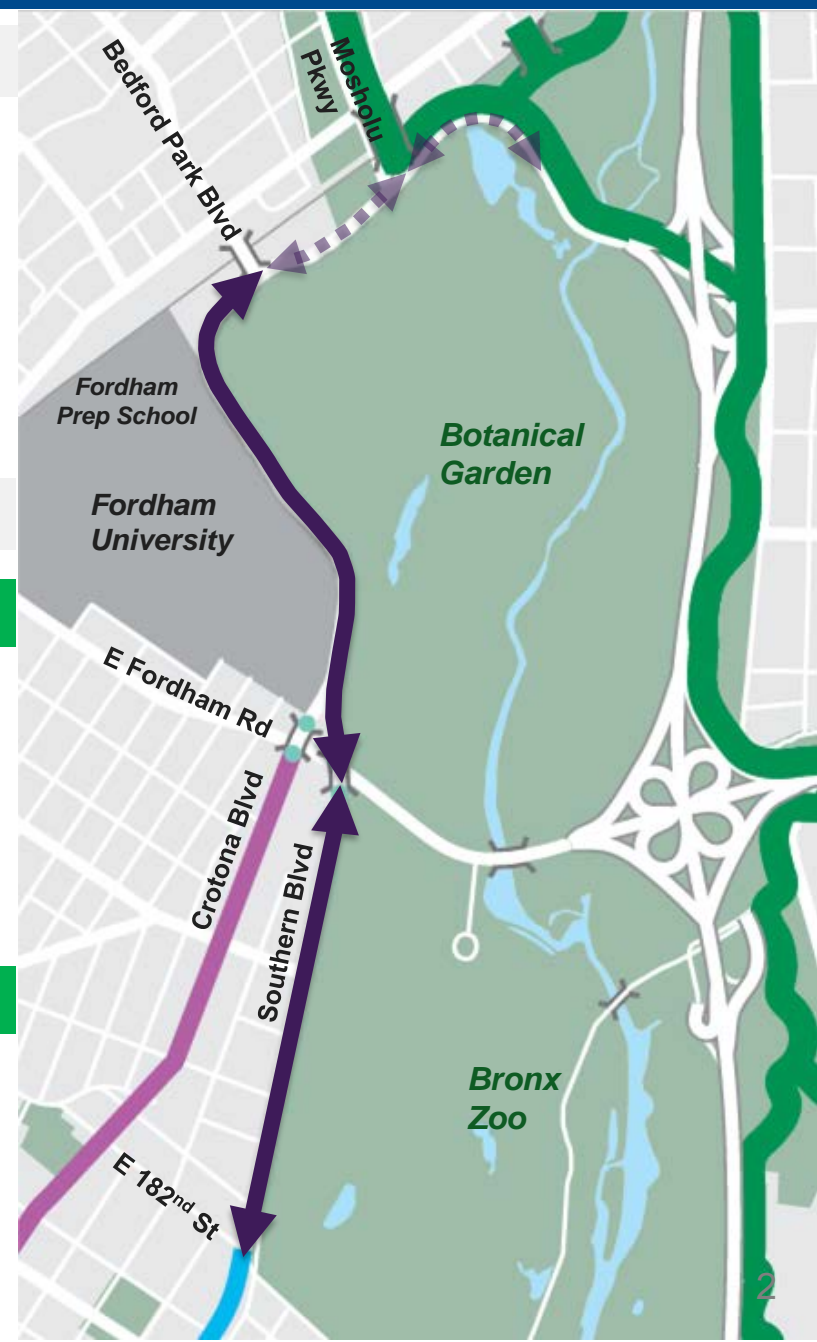 Mosholu
Pkwy
Bedford Park Blvd
Fordham
Prep School
Botanical
Garden
Fordham
University
E Fordham Rd
Crotona Blvd
Southern Blvd
Bronx
Zoo
E 182nd St
2